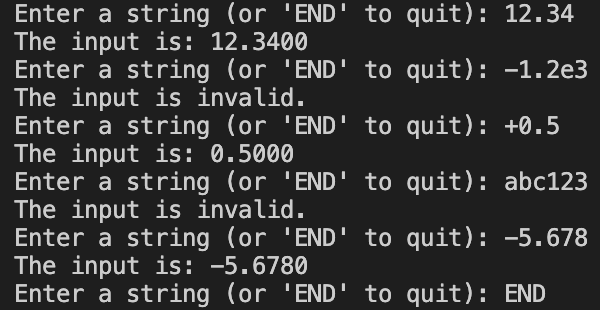 Enter a string (or 'END' to quit): 12.34
The input is: 12.3400
Enter a string (or 'END' to quit): -1.2e3
The input is invalid.
Enter a string (or 'END' to quit): +0.5
The input is: 0.5000
Enter a string (or 'END' to quit): abc123
The input is invalid.
Enter a string (or 'END' to quit): -5.678
The input is: -5.6780
Enter a string (or 'END' to quit): END